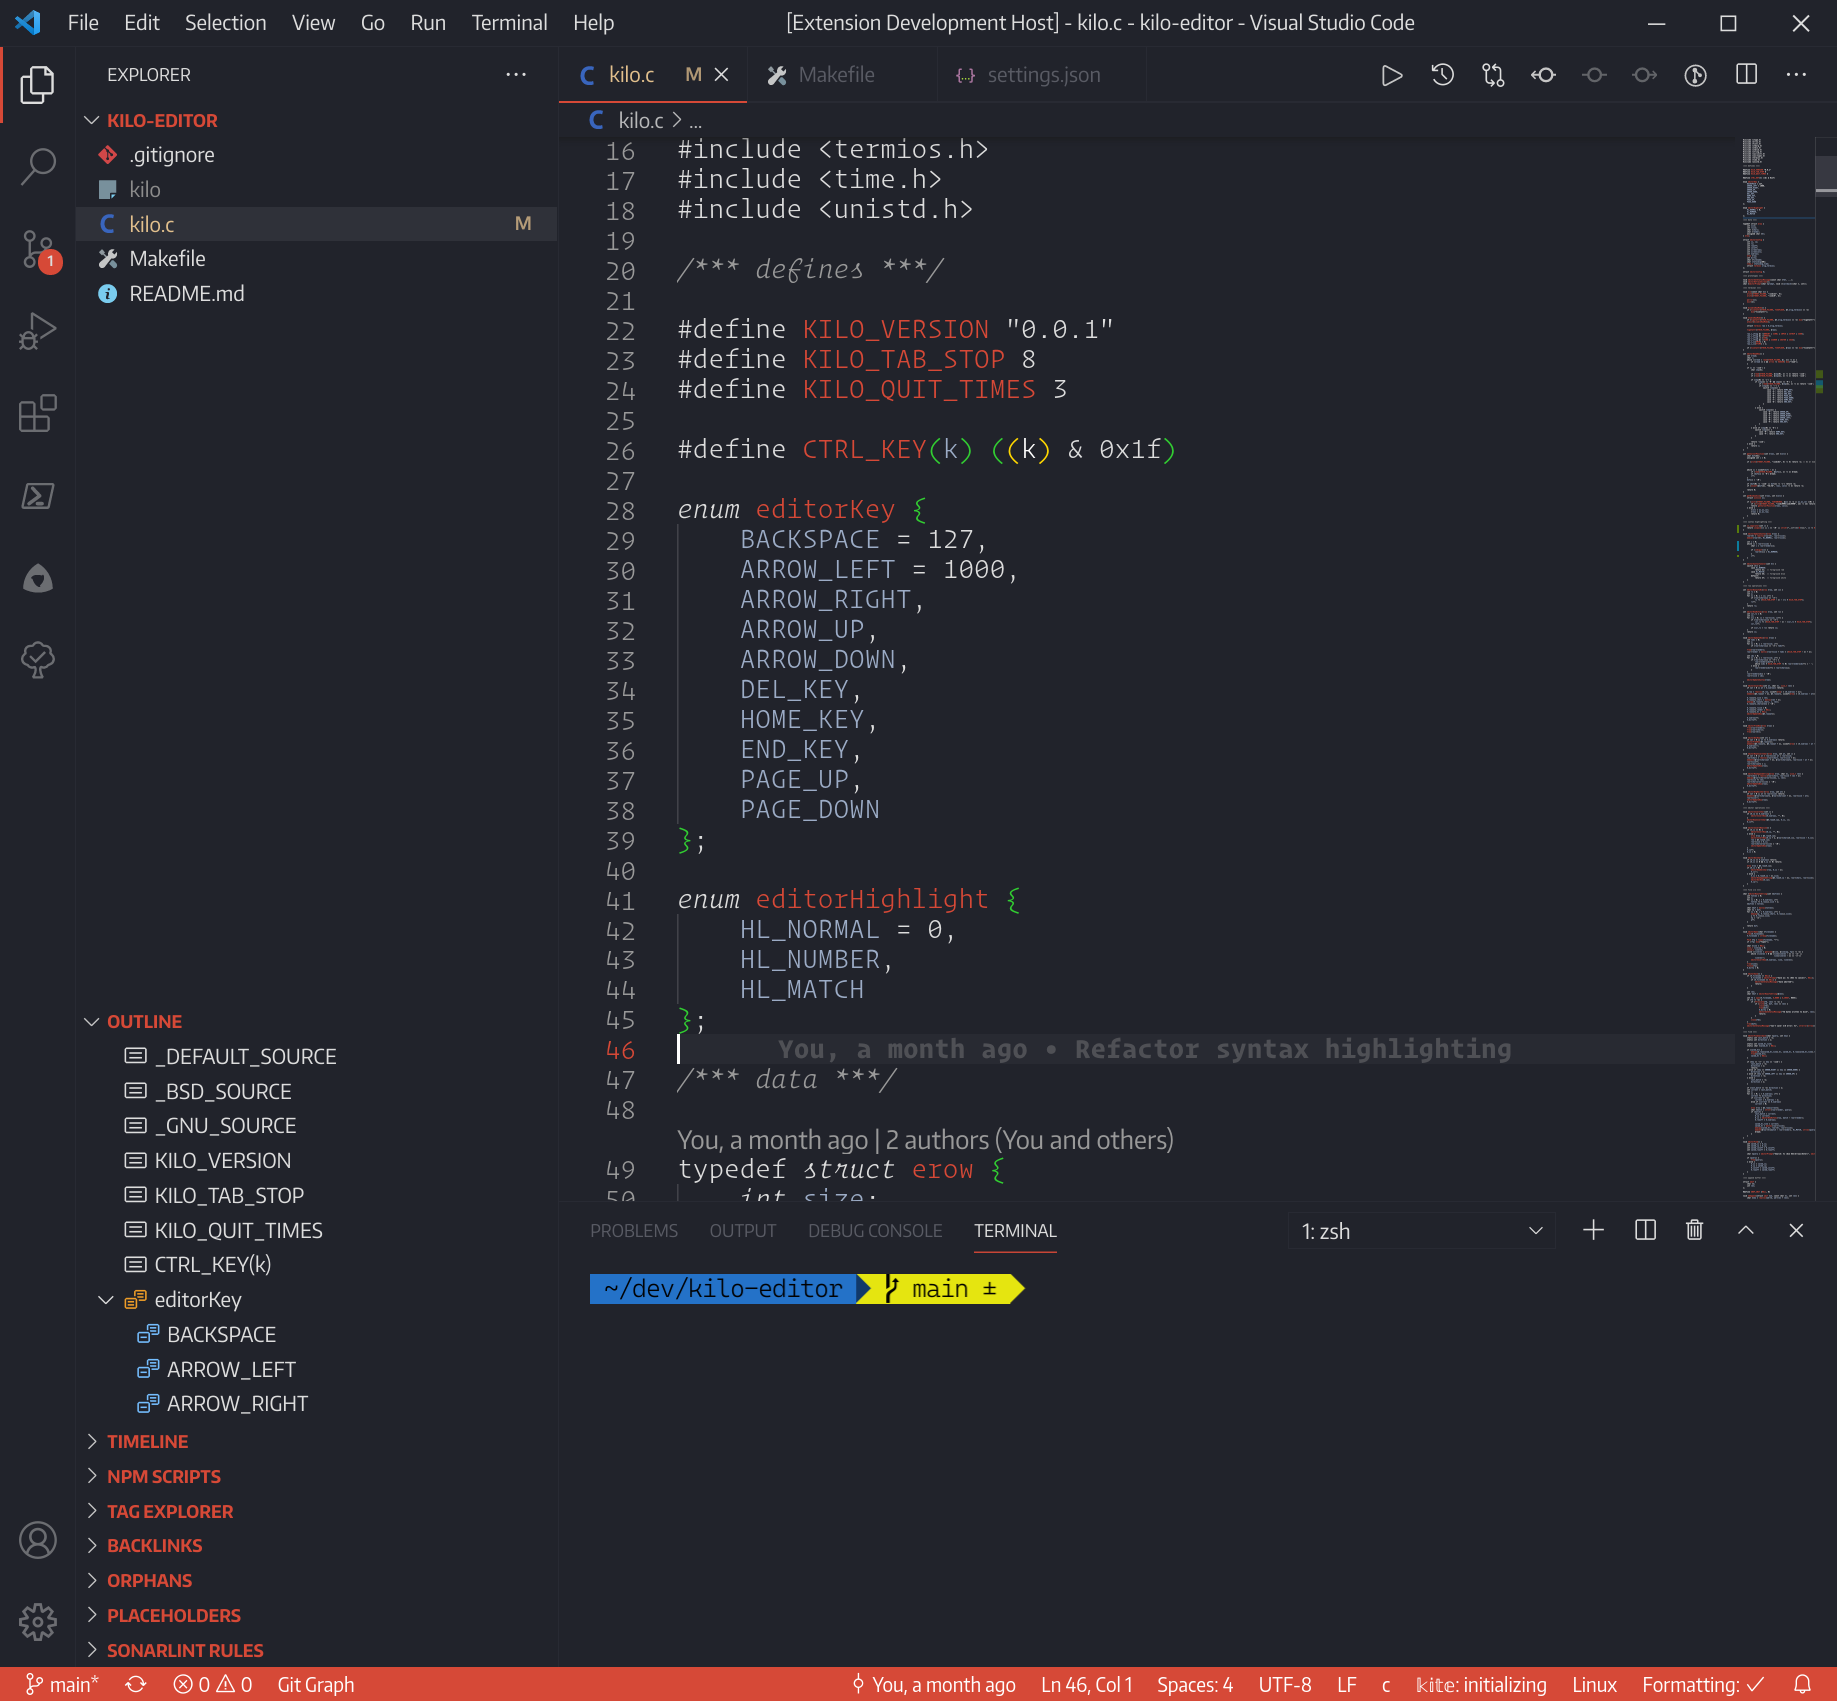 File Edit Selection View Go Run Terminal Help [Extension Development Host] - kilo.c - kilo-editor - Visual Studio Code
EXPLORER
KILO-EDITOR
.gitignore
kilo
kilo.c M
Makefile
README.md
1
OUTLINE
_DEFAULT_SOURCE
_BSD_SOURCE
_GNU_SOURCE
KILO_VERSION
KILO_TAB_STOP
KILO_QUIT_TIMES
CTRL_KEY(k)
editorKey
BACKSPACE
ARROW_LEFT
ARROW_RIGHT
TIMELINE
NPM SCRIPTS
TAG EXPLORER
BACKLINKS
ORPHANS
PLACEHOLDERS
SONARLINT RULES
kilo.c M Makefile settings.json
kilo.c > ...
16 #include <termios.h>
17 #include <time.h>
18 #include <unistd.h>
19
20 /*** defines ***/
21
22 #define KILO_VERSION "0.0.1"
23 #define KILO_TAB_STOP 8
24 #define KILO_QUIT_TIMES 3
25
26 #define CTRL_KEY(k) ((k) & 0x1f)
27
28 enum editorKey {
29 BACKSPACE = 127,
30 ARROW_LEFT = 1000,
31 ARROW_RIGHT,
32 ARROW_UP,
33 ARROW_DOWN,
34 DEL_KEY,
35 HOME_KEY,
36 END_KEY,
37 PAGE_UP,
38 PAGE_DOWN
39 };
40
41 enum editorHighlight {
42 HL_NORMAL = 0,
43 HL_NUMBER,
44 HL_MATCH
45 };
46 You, a month ago • Refactor syntax highlighting
47 /*** data ***/
48
You, a month ago | 2 authors (You and others)
49 typedef struct erow {
50 int size;
PROBLEMS OUTPUT DEBUG CONSOLE TERMINAL 1: zsh
~/dev/kilo-editor main ±
main* 0 0 Git Graph You, a month ago Ln 46, Col 1 Spaces: 4 UTF-8 LF C kite: initializing Linux Formatting: ✓